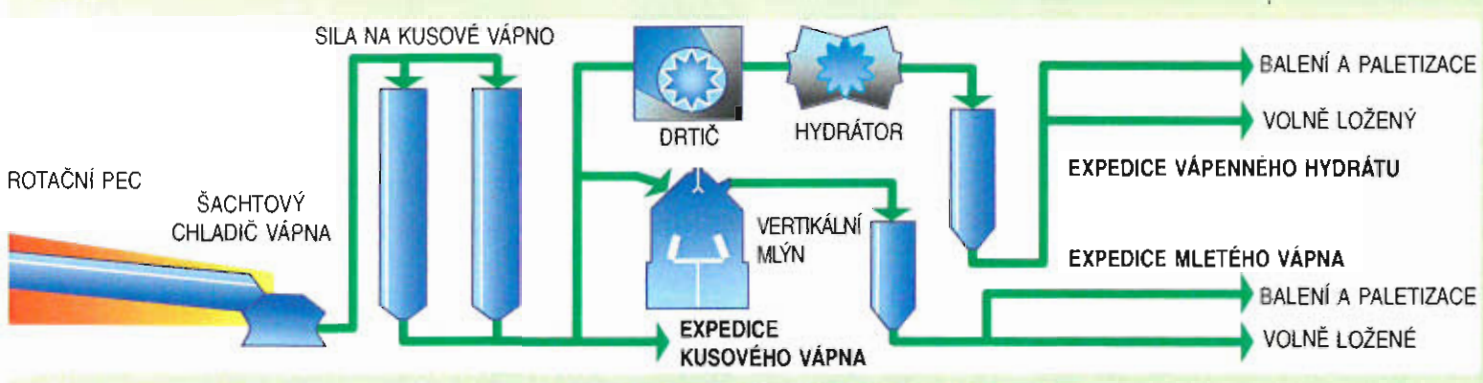 SILA NA KUSOVÉ VÁPNO
BALENÍ A PALETIZACE
DRTIČ
HYDRÁTOR
VOLNĚ LOŽENÝ
EXPEDICE VÁPENNÉHO HYDRÁTU
ROTAČNÍ PEC
ŠACHTOVÝ
CHLADIČ VÁPNA
VERTIKÁLNÍ
MLÝN
EXPEDICE MLETÉHO VÁPNA
BALENÍ A PALETIZACE
EXPEDICE
KUSOVÉHO VÁPNA
VOLNĚ LOŽENÉ